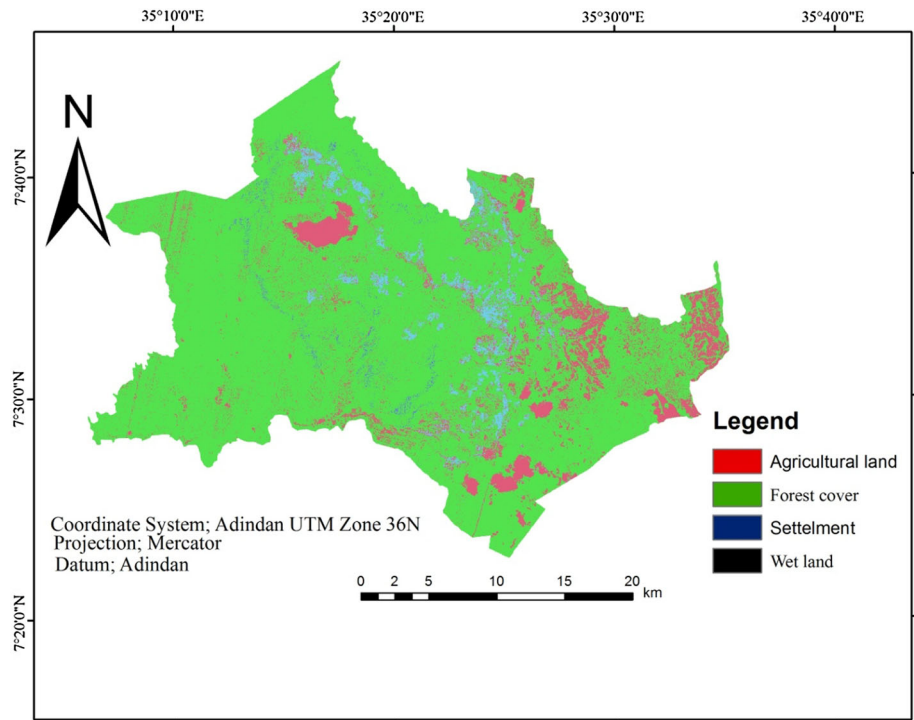 35°10'0"E 35°20'0"E 35°30'0"E 35°40'0"E
N
7°40'0"N
7°30'0"N
7°20'0"N
Legend
Agricultural land
Forest cover
Settelment
Wet land
Coordinate System; Adindan UTM Zone 36N
Projection; Mercator
Datum; Adindan
0 2 5 10 15 20
km